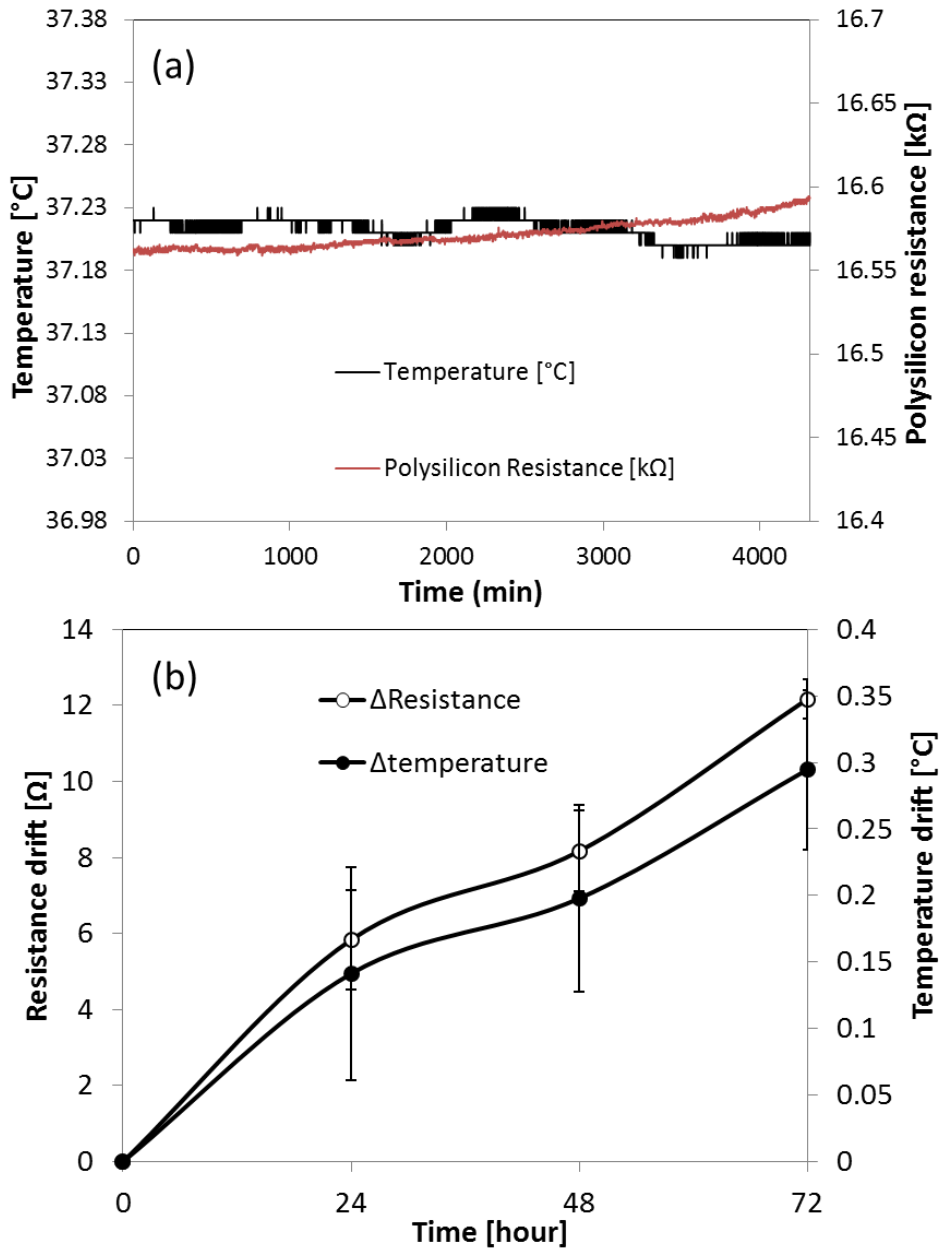 (a)
Temperature [°C]
37.38
37.33
37.28
37.23
37.18
37.13
37.08
37.03
36.98
16.7
16.65
16.6
16.55
16.5
16.45
16.4
Polysilicon resistance [kΩ]
Temperature [°C]
Polysilicon Resistance [kΩ]
0 1000 2000 3000 4000
Time (min)
(b)
Resistance drift [Ω]
14
12
10
8
6
4
2
0
0.4
0.35
0.3
0.25
0.2
0.15
0.1
0.05
0
Temperature drift [°C]
ΔResistance
Δtemperature
0 24 48 72
Time [hour]